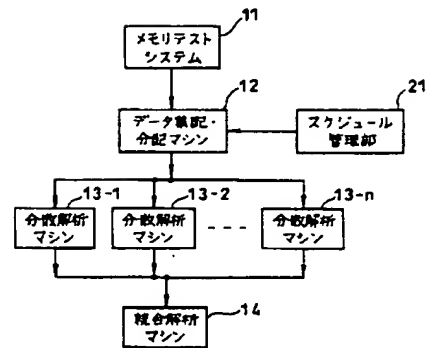 11
メモリテスト
システム
12
データ集配・
分配マシン
21
スケジュール
管理部
13-1
分散解析
マシン
13-2
分散解析
マシン
13-n
分散解析
マシン
14
統合解析
マシン